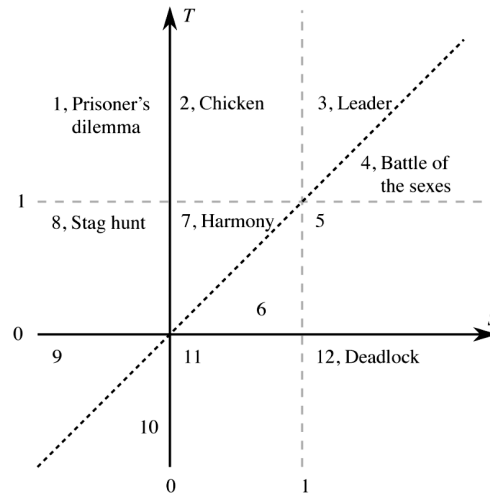 T
1, Prisoner's
dilemma
2, Chicken
3, Leader
4, Battle of
the sexes
1
8, Stag hunt
7, Harmony
5
6
0
9
11
12, Deadlock
10
0
1